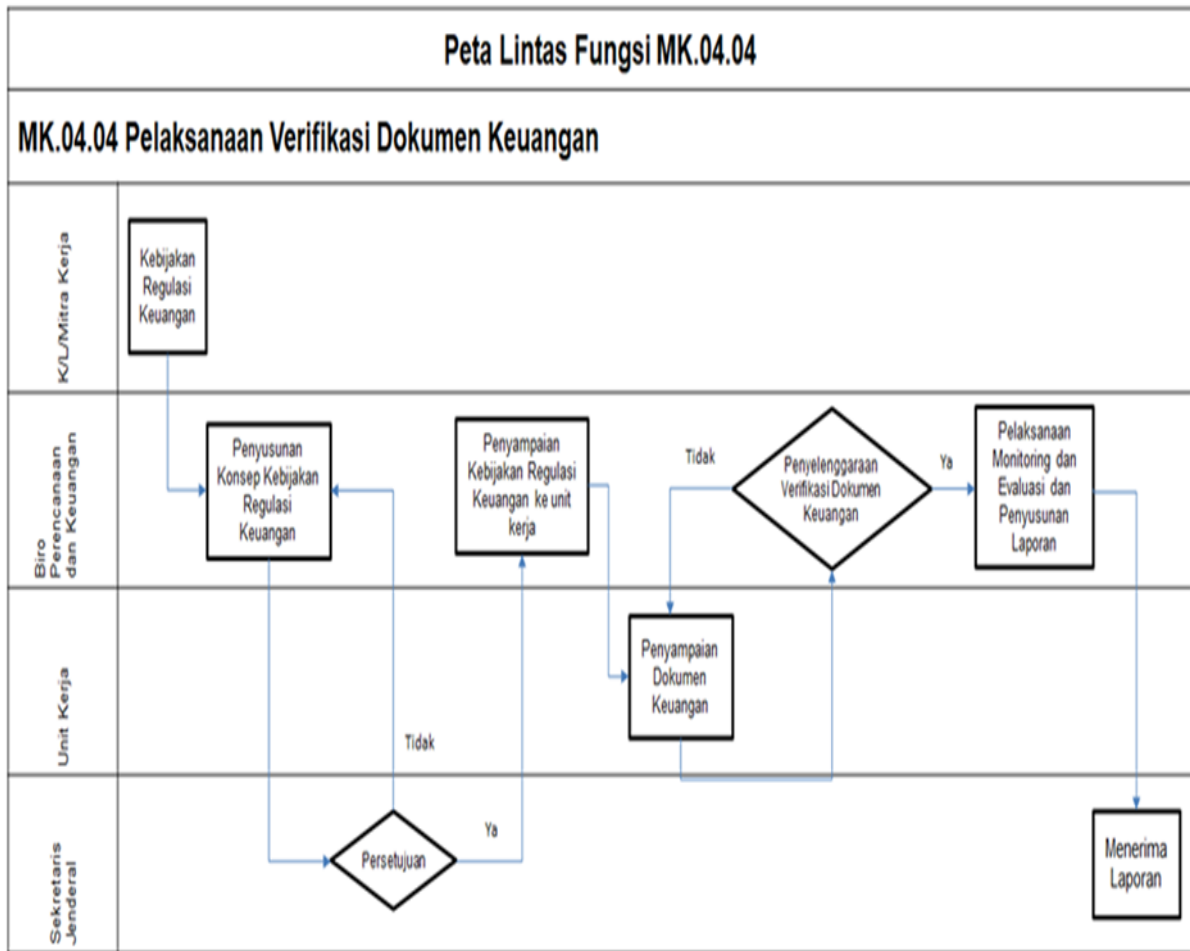 Peta Lintas Fungsi MK.04.04
MK.04.04 Pelaksanaan Verifikasi Dokumen Keuangan
K/L/Mitra Kerja
Kebijakan
Regulasi
Keuangan
Biro
Perencanaan
dan Keuangan
Penyusunan
Konsep Kebijakan
Regulasi
Keuangan
Penyampaian
Kebijakan Regulasi
Keuangan ke unit
kerja
Tidak
Penyelenggaraan
Verifikasi Dokumen
Keuangan
Ya
Pelaksanaan
Monitoring dan
Evaluasi dan
Penyusunan
Laporan
Unit Kerja
Tidak
Penyampaian
Dokumen
Keuangan
Sekretaris
Jenderal
Persetujuan
Ya
Menerima
Laporan